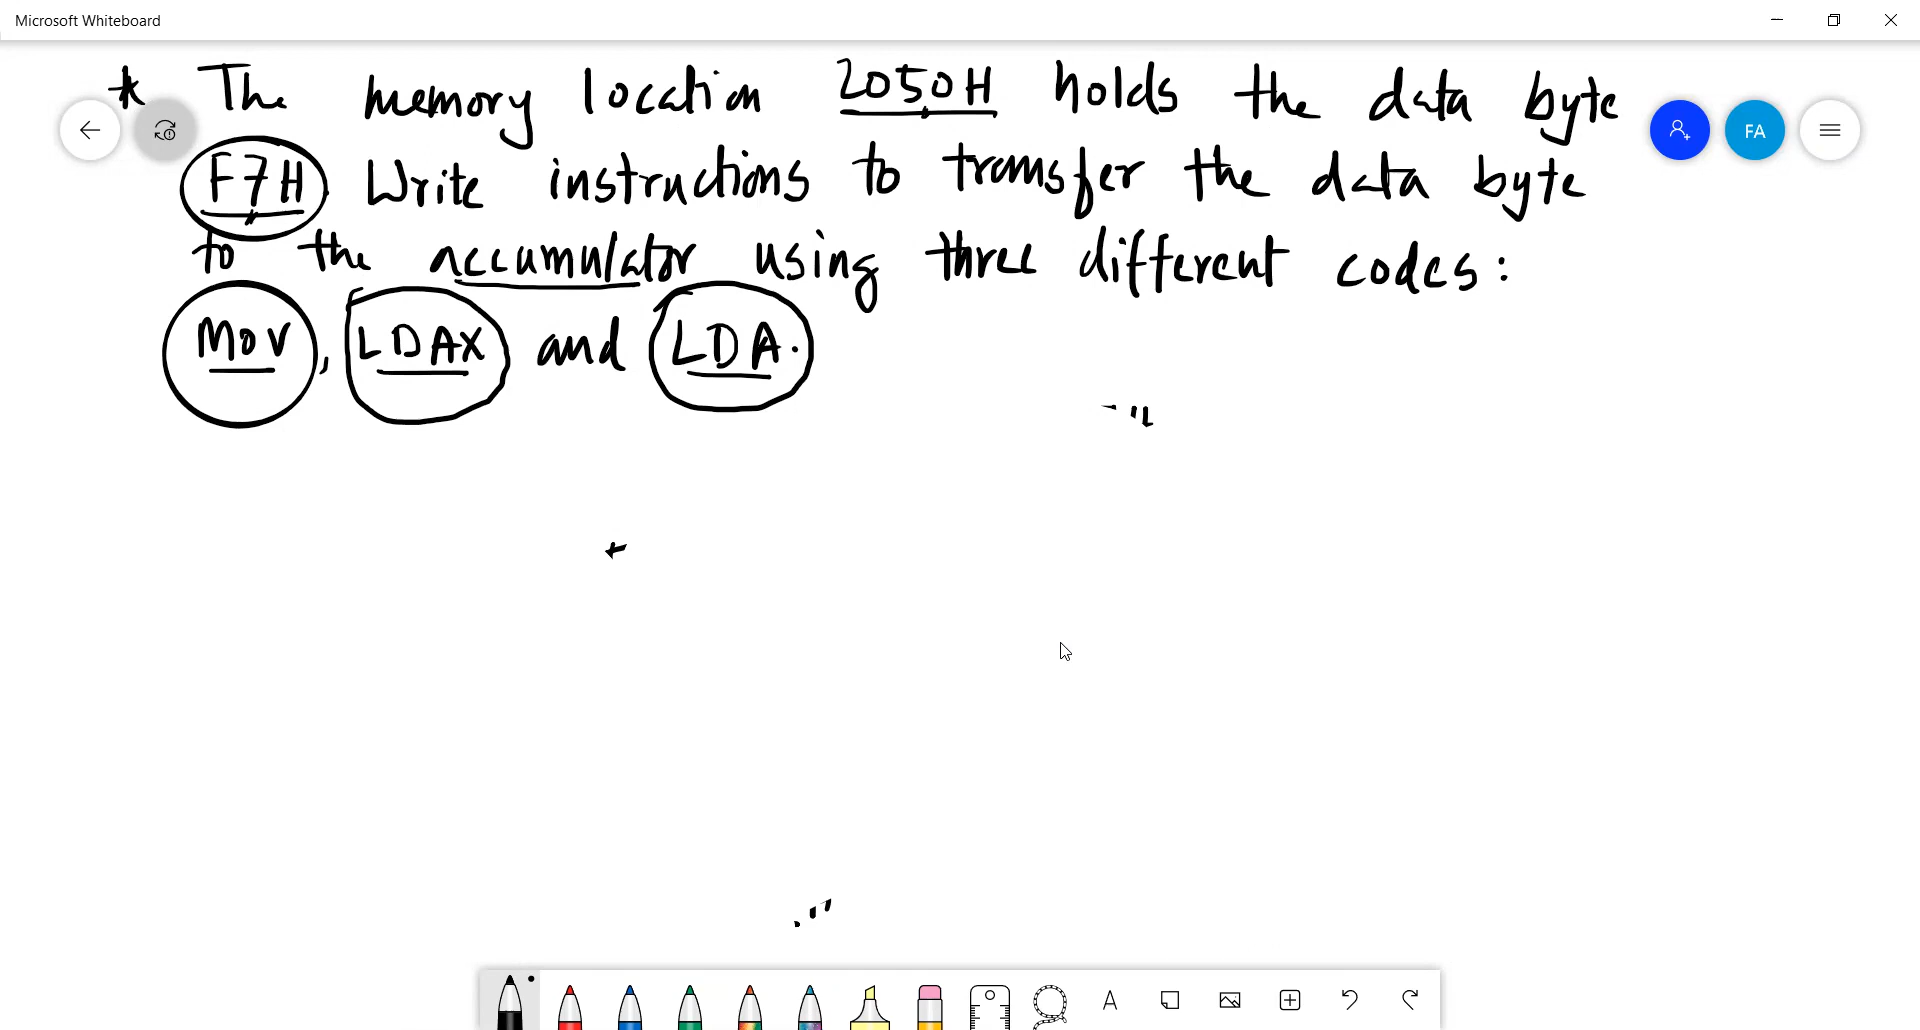 Microsoft Whiteboard
* The memory location 2050H holds the data byte
F7H. Write instructions to transfer the data byte
to the accumulator using three different codes:
MOV, LDAX and LDA.
FA
A